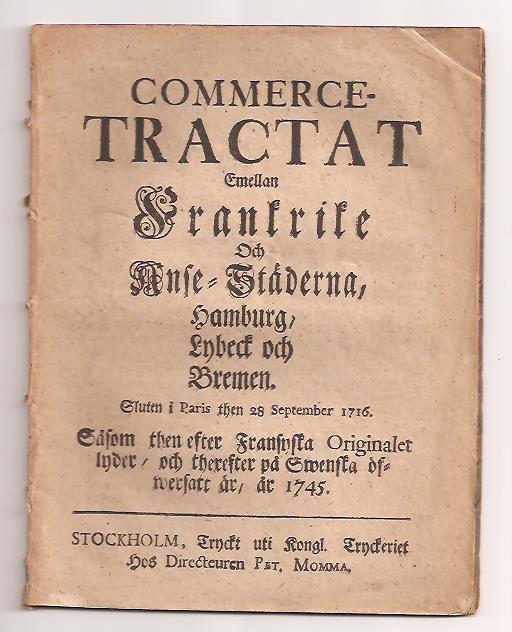 COMMERCE-
TRACTAT
Emellan
Frankrike
Och
Anse-Städerna,
Hamburg,
Lybeck och
Bremen.
Sluten i Paris then 28 September 1716.
Såsom then efter Fransyska Originalet
lyder, och therefter på Swenska öf-
wersatt är, år 1745.
STOCKHOLM, Tryckt uti Kongl. Tryckeriet
Hos Directeuren PET. MOMMA.